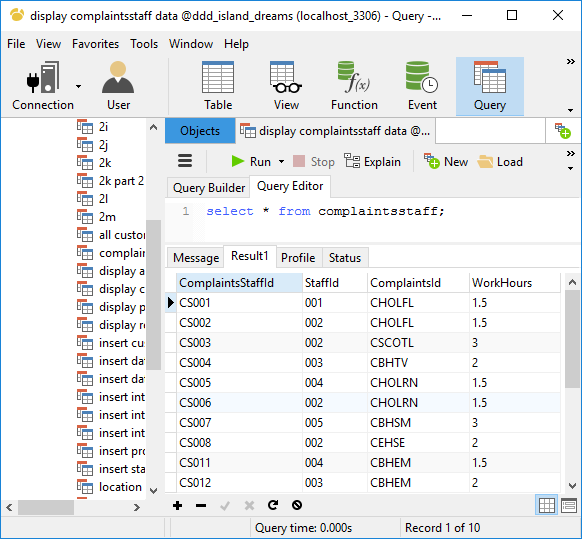 display complaintsstaff data @ddd_island_dreams (localhost_3306) - Query -...
File View Favorites Tools Window Help
Connection User Table View Function Event Query
f(x)
2i
2j
2k
2k part 2
2l
2m
all custo
complain
display a
display c
display p
display re
insert cu
insert da
insert da
insert int
insert int
insert int
insert pro
insert sta
location
Objects display complaintsstaff data @...
Run Stop Explain New Load
Query Builder Query Editor
1 select * from complaintsstaff;
Message Result1 Profile Status
ComplaintsStaffId StaffId ComplaintsId WorkHours
CS001 001 CHOLFL 1.5
CS002 002 CHOLFL 1.5
CS003 002 CSCOTL 3
CS004 003 CBHTV 2
CS005 004 CHOLRN 1.5
CS006 002 CHOLRN 1.5
CS007 005 CBHSM 3
CS008 002 CEHSE 2
CS011 004 CBHEM 1.5
CS012 003 CBHEM 2
Query time: 0.000s Record 1 of 10